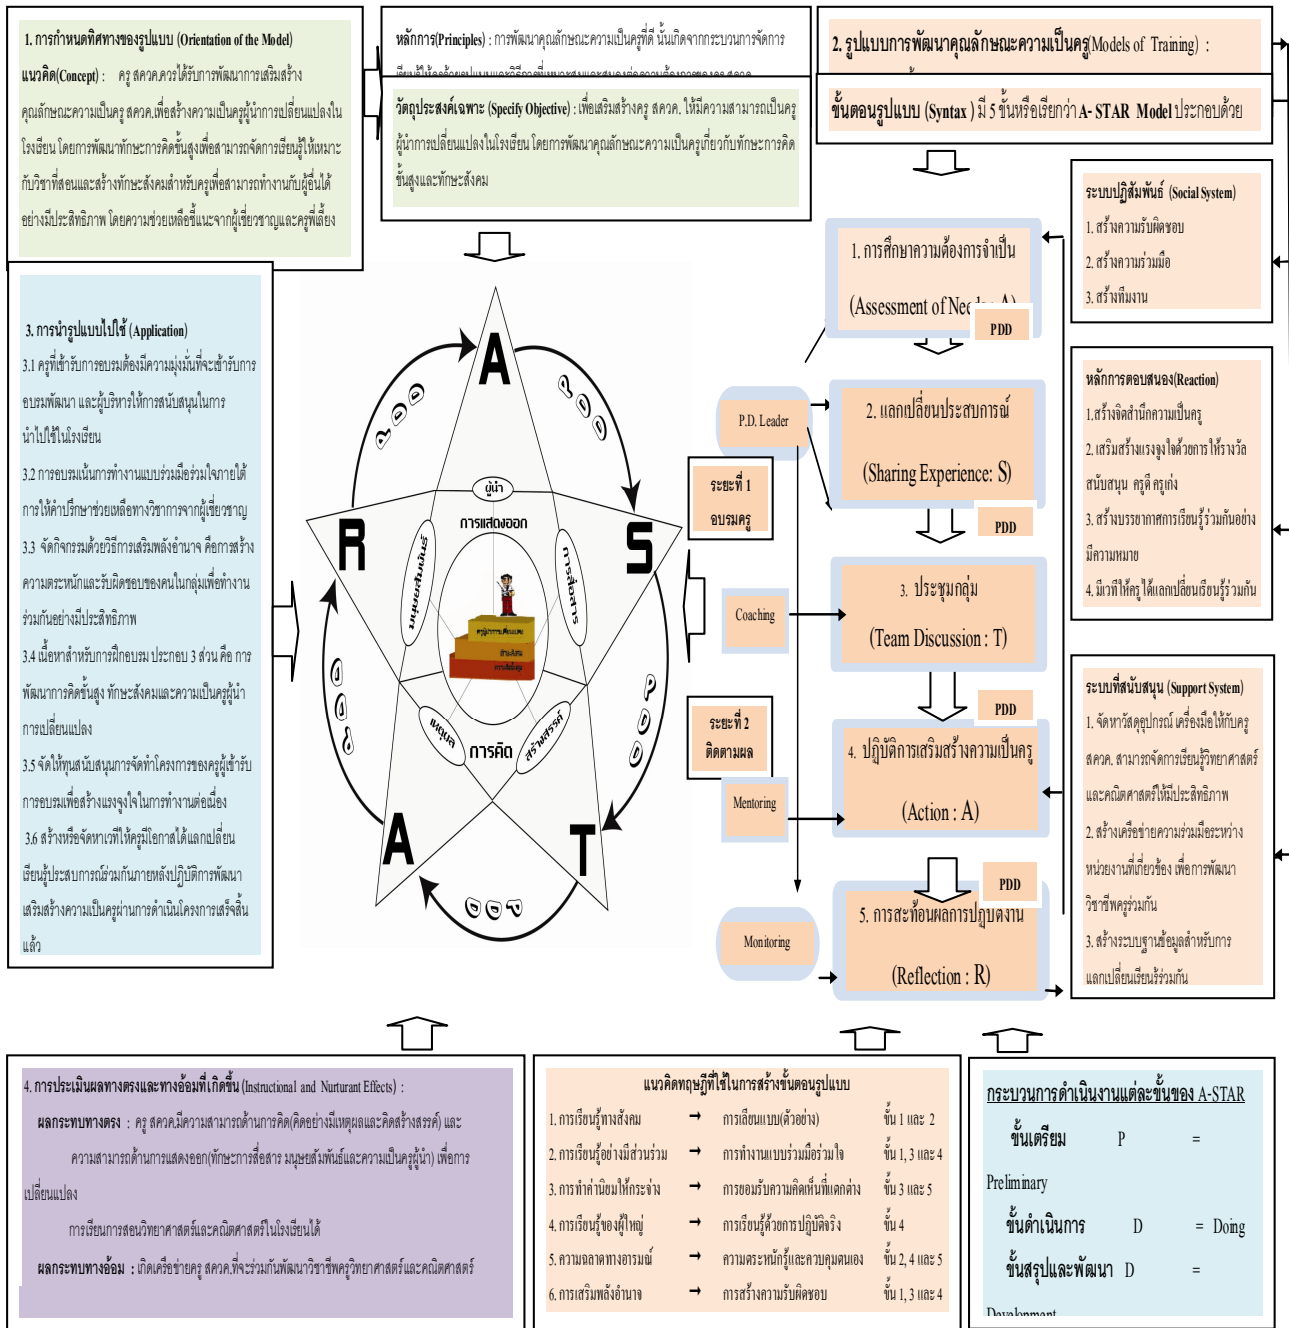 1. การกำหนดทิศทางของรูปแบบ (Orientation of the Model)
แนวคิด(Concept) : ครู สควค.ควรได้รับการพัฒนาการเสริมสร้าง
คุณลักษณะความเป็นครู สควค.เพื่อสร้างความเป็นครูผู้นำการเปลี่ยนแปลงใน
โรงเรียน โดยการพัฒนาทักษะการคิดขั้นสูงเพื่อสามารถจัดการเรียนรู้ให้เหมาะ
กับวิชาที่สอนและสร้างทักษะสังคมสำหรับครูเพื่อสามารถทำงานกับผู้อื่นได้
อย่างมีประสิทธิภาพ โดยความช่วยเหลือชี้แนะจากผู้เชี่ยวชาญและครูพี่เลี้ยง
หลักการ(Principles) : การพัฒนาคุณลักษณะความเป็นครูที่ดี นั้นเกิดจากกระบวนการจัดการ
วัตถุประสงค์เฉพาะ (Specify Objective) : เพื่อเสริมสร้างครู สควค. ให้มีความสามารถเป็นครู
ผู้นำการเปลี่ยนแปลงในโรงเรียน โดยการพัฒนาคุณลักษณะความเป็นครูเกี่ยวกับทักษะการคิด
ขั้นสูงและทักษะสังคม
2. รูปแบบการพัฒนาคุณลักษณะความเป็นครู(Models of Training) :
ขั้นตอนรูปแบบ (Syntax ) มี 5 ขั้นหรือเรียกว่า A- STAR Model ประกอบด้วย
3. การนำรูปแบบไปใช้ (Application)
3.1 ครูที่เข้ารับการอบรมต้องมีความมุ่งมั่นที่จะเข้ารับการ
อบรมพัฒนา และผู้บริหารให้การสนับสนุนในการ
นำไปใช้ในโรงเรียน
3.2 การอบรมเน้นการทำงานแบบร่วมมือร่วมใจภายใต้
การให้คำปรึกษาช่วยเหลือทางวิชาการจากผู้เชี่ยวชาญ
3.3 จัดกิจกรรมด้วยวิธีการเสริมพลังอำนาจ คือการสร้าง
ความตระหนักและรับผิดชอบของคนในกลุ่มเพื่อทำงาน
ร่วมกันอย่างมีประสิทธิภาพ
3.4 เนื้อหาสำหรับการฝึกอบรม ประกอบ 3 ส่วน คือ การ
พัฒนาการคิดขั้นสูง ทักษะสังคมและความเป็นครูผู้นำ
การเปลี่ยนแปลง
3.5 จัดให้ทุนสนับสนุนการจัดทำโครงการของครูผู้เข้ารับ
การอบรมเพื่อสร้างแรงจูงใจในการทำงานต่อเนื่อง
3.6 สร้างหรือจัดหาเวทีให้ครูมีโอกาสได้แลกเปลี่ยน
เรียนรู้ประสบการณ์ร่วมกันภายหลังปฏิบัติการพัฒนา
เสริมสร้างความเป็นครูผ่านการดำเนินโครงการเสร็จสิ้น
แล้ว
A
PDD
PDD
R
S
ผู้นำ
การแสดงออก
มนุษยสัมพันธ์
การสื่อสาร
ครูผู้นำการเปลี่ยนแปลง
ทักษะสังคม
การคิดขั้นสูง
เหตุผล
การคิด
สร้างสรรค์
PDD
PDD
A
T
PDD
1. การศึกษาความต้องการจำเป็น
(Assessment of Needs : A)
PDD
P.D. Leader
2. แลกเปลี่ยนประสบการณ์
(Sharing Experience: S)
PDD
ระยะที่ 1
อบรมครู
Coaching
3. ประชุมกลุ่ม
(Team Discussion : T)
PDD
ระยะที่ 2
ติดตามผล
Mentoring
4. ปฏิบัติการเสริมสร้างความเป็นครู
(Action : A)
PDD
Monitoring
5. การสะท้อนผลการปฏิบัติงาน
(Reflection : R)
ระบบปฏิสัมพันธ์ (Social System)
1. สร้างความรับผิดชอบ
2. สร้างความร่วมมือ
3. สร้างทีมงาน
หลักการตอบสนอง(Reaction)
1.สร้างจิตสำนึกความเป็นครู
2. เสริมสร้างแรงจูงใจด้วยการให้รางวัล
สนับสนุน ครูดี ครูเก่ง
3. สร้างบรรยากาศการเรียนรู้ร่วมกันอย่าง
มีความหมาย
4. มีเวทีให้ครูได้แลกเปลี่ยนเรียนรู้ร่วมกัน
ระบบที่สนับสนุน (Support System)
1. จัดหาวัสดุอุปกรณ์ เครื่องมือให้กับครู
สควค. สามารถจัดการเรียนรู้วิทยาศาสตร์
และคณิตศาสตร์ให้มีประสิทธิภาพ
2. สร้างเครือข่ายความร่วมมือระหว่าง
หน่วยงานที่เกี่ยวข้อง เพื่อการพัฒนา
วิชาชีพครูร่วมกัน
3. สร้างระบบฐานข้อมูลสำหรับการ
แลกเปลี่ยนเรียนรู้ร่วมกัน
4. การประเมินผลทางตรงและทางอ้อมที่เกิดขึ้น (Instructional and Nurturant Effects) :
ผลกระทบทางตรง : ครู สควค.มีความสามารถด้านการคิด(คิดอย่างมีเหตุผลและคิดสร้างสรรค์) และ
ความสามารถด้านการแสดงออก(ทักษะการสื่อสาร มนุษยสัมพันธ์และความเป็นครูผู้นำ) เพื่อการ
เปลี่ยนแปลง
การเรียนการสอนวิทยาศาสตร์และคณิตศาสตร์ในโรงเรียนได้
ผลกระทบทางอ้อม : เกิดเครือข่ายครู สควค.ที่จะร่วมกันพัฒนาวิชาชีพครูวิทยาศาสตร์และคณิตศาสตร์
แนวคิดทฤษฎีที่ใช้ในการสร้างขั้นตอนรูปแบบ
1. การเรียนรู้ทางสังคม → การเลียนแบบ(ตัวอย่าง) ขั้น 1 และ 2
2. การเรียนรู้อย่างมีส่วนร่วม → การทำงานแบบร่วมมือร่วมใจ ขั้น 1, 3 และ 4
3. การทำค่านิยมให้กระจ่าง → การยอมรับความคิดเห็นที่แตกต่าง ขั้น 3 และ 5
4. การเรียนรู้ของผู้ใหญ่ → การเรียนรู้ด้วยการปฏิบัติจริง ขั้น 4
5. ความฉลาดทางอารมณ์ → ความตระหนักรู้และควบคุมตนเอง ขั้น 2, 4 และ 5
6. การเสริมพลังอำนาจ → การสร้างความรับผิดชอบ ขั้น 1, 3 และ 4
กระบวนการดำเนินงานแต่ละขั้นของ A-STAR
ขั้นเตรียม P =
Preliminary
ขั้นดำเนินการ D = Doing
ขั้นสรุปและพัฒนา D =
Development